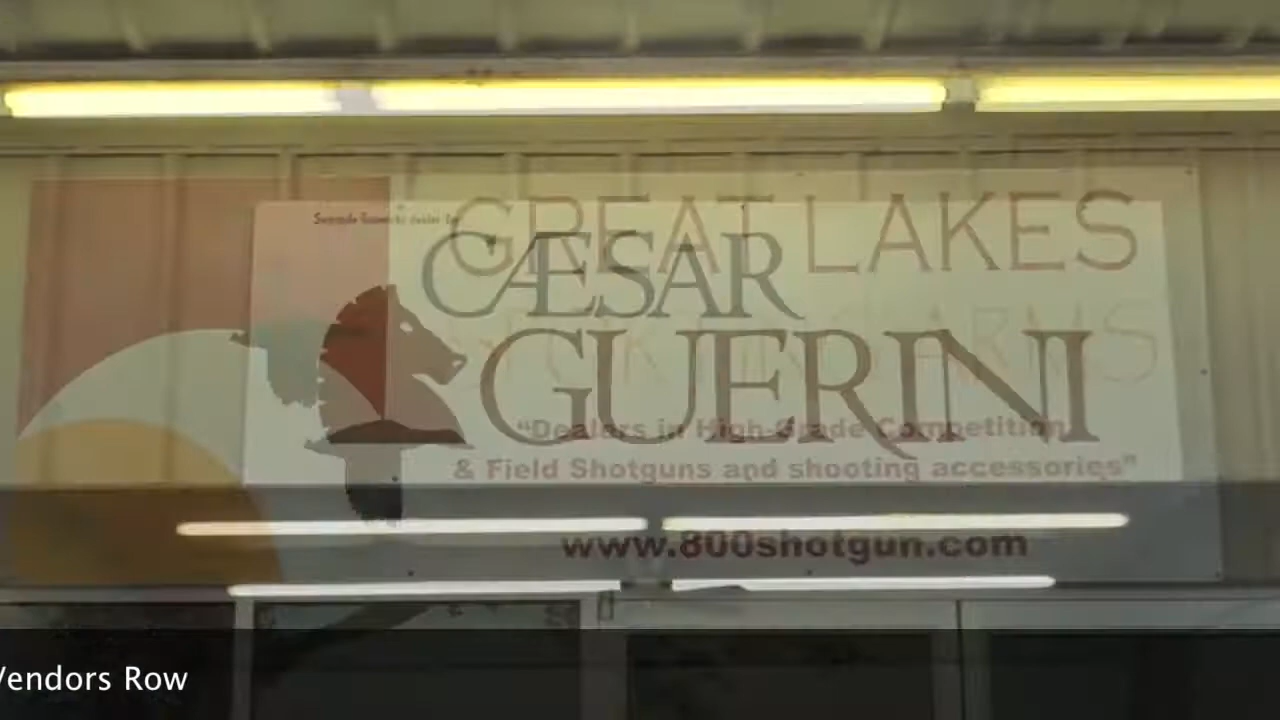 GREAT LAKES
CÆSAR
GUERINI
"Dealers in High-Grade Competition
& Field Shotguns and shooting accessories"
www.800shotgun.com
Vendors Row